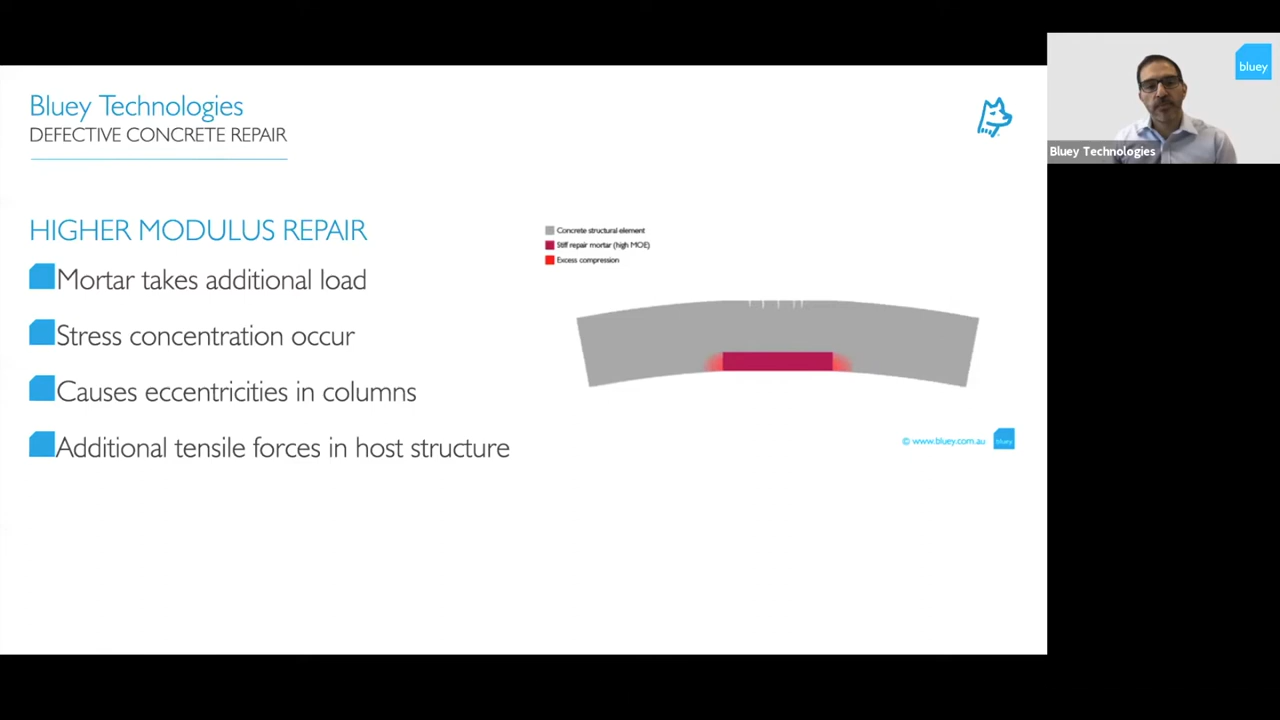 Bluey Technologies
DEFECTIVE CONCRETE REPAIR
HIGHER MODULUS REPAIR
Mortar takes additional load
Stress concentration occur
Causes eccentricities in columns
Additional tensile forces in host structure
Concrete structural element
Stiff repair mortar (high MOE)
Excess compression
© www.bluey.com.au
bluey
bluey
Bluey Technologies